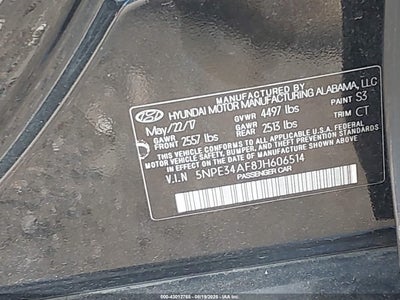 MANUFACTURED BY
HYUNDAI MOTOR MANUFACTURING ALABAMA, LLC
May/22/17 GVWR 4497 lbs PAINT S3
GAWR FRONT 2557 lbs GAWR REAR 2513 lbs TRIM CT
THIS VEHICLE CONFORMS TO ALL APPLICABLE FEDERAL
MOTOR VEHICLE SAFETY, BUMPER, AND THEFT PREVENTION
STANDARDS IN EFFECT ON THE DATE OF MANUFACTURE SHOWN ABOVE.
V.I.N 5NPE34AF8JH606514
PASSENGER CAR